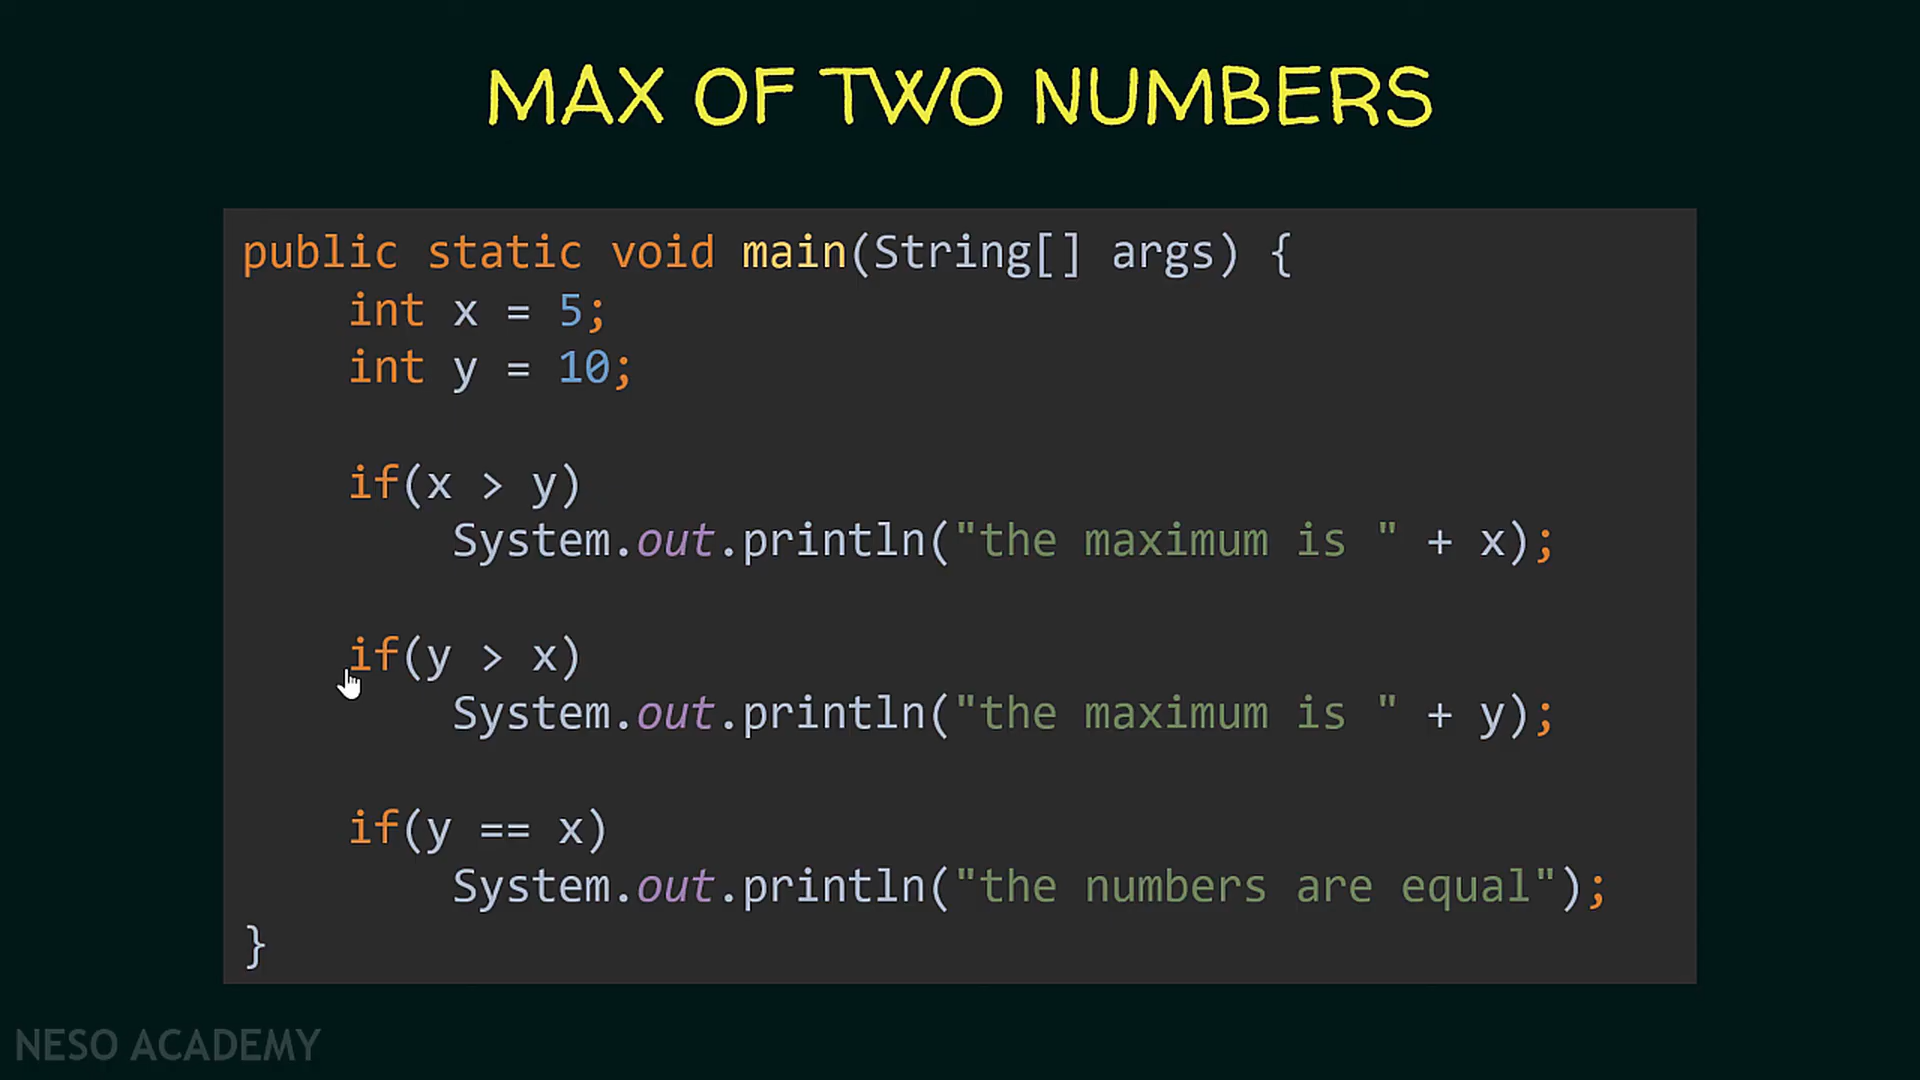 MAX OF TWO NUMBERS
public static void main(String[] args) {
    int x = 5;
    int y = 10;
    if(x > y)
        System.out.println("the maximum is " + x);
    if(y > x)
        System.out.println("the maximum is " + y);
    if(y == x)
        System.out.println("the numbers are equal");
}
NESO ACADEMY